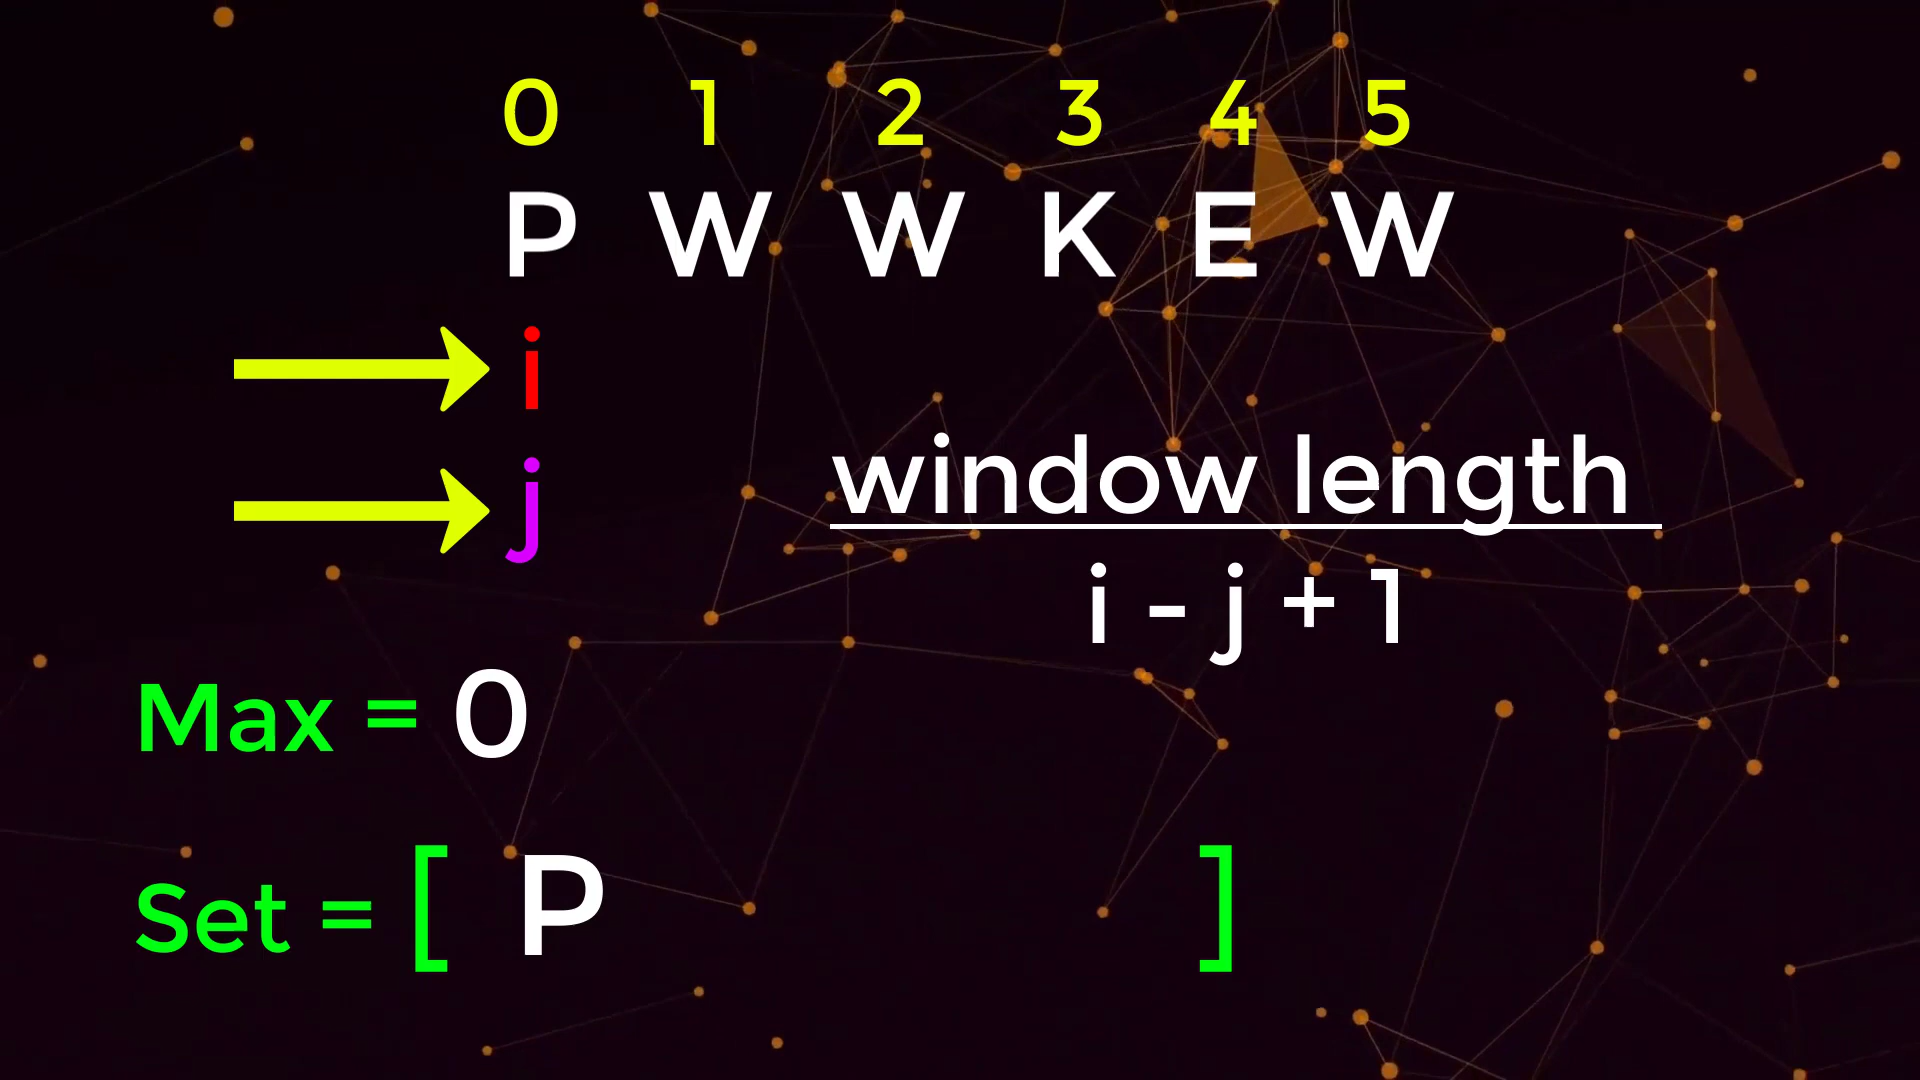 0 1 2 3 4 5
P W W K E W
i
j
window length
i - j + 1
Max = 0
Set = [ P ]